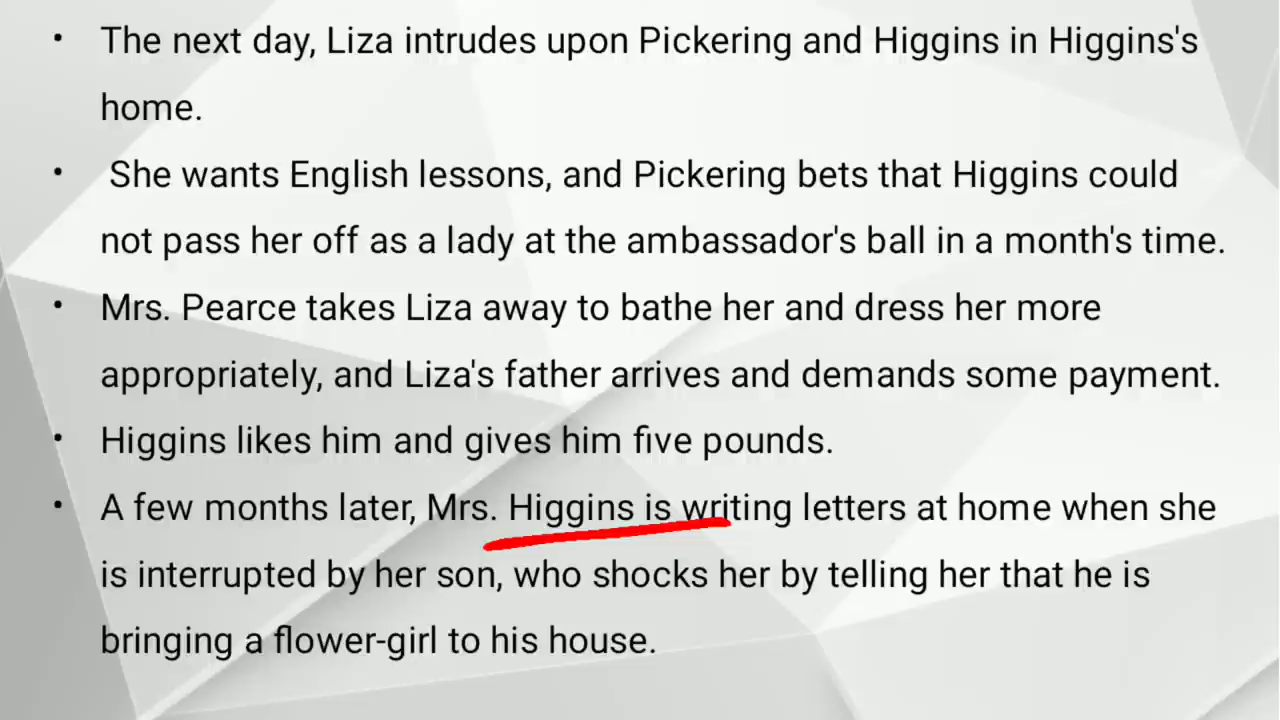 • The next day, Liza intrudes upon Pickering and Higgins in Higgins's
home.
• She wants English lessons, and Pickering bets that Higgins could
not pass her off as a lady at the ambassador's ball in a month's time.
• Mrs. Pearce takes Liza away to bathe her and dress her more
appropriately, and Liza's father arrives and demands some payment.
• Higgins likes him and gives him five pounds.
• A few months later, Mrs. Higgins is writing letters at home when she
is interrupted by her son, who shocks her by telling her that he is
bringing a flower-girl to his house.